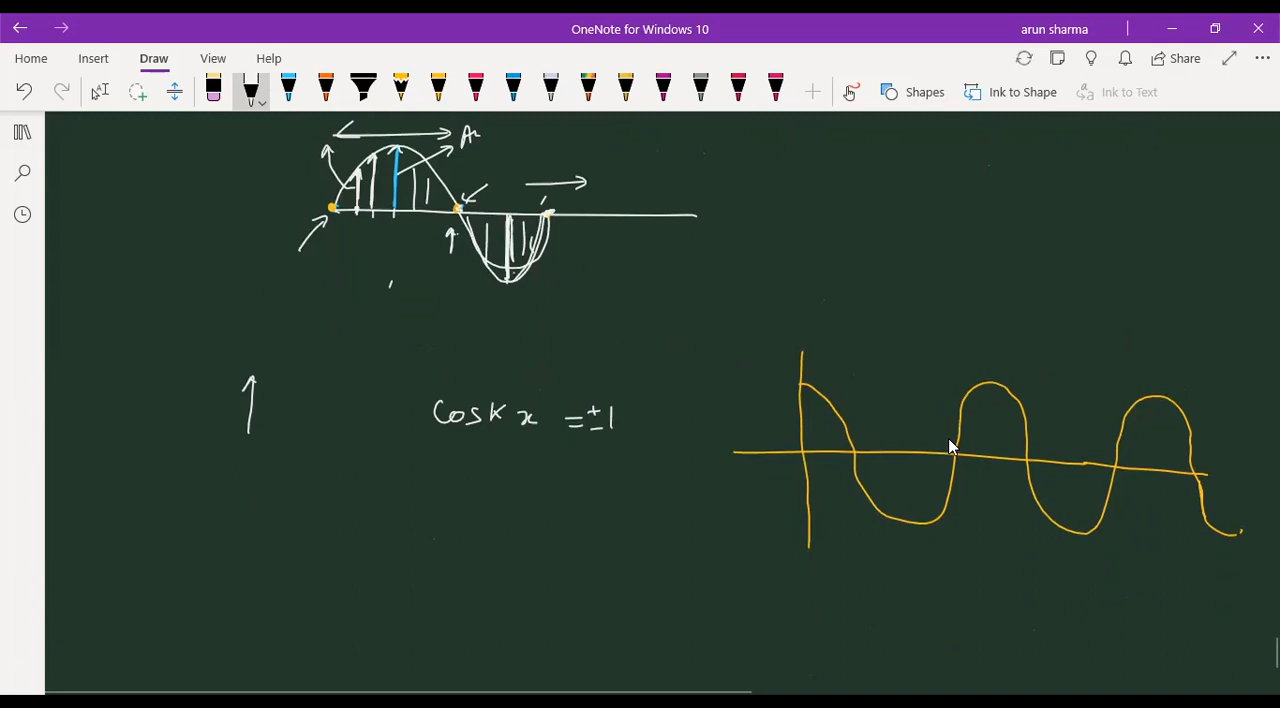 OneNote for Windows 10
arun sharma
Home Insert Draw View Help
Share
Shapes
Ink to Shape
Ink to Text
cos k x = ± 1